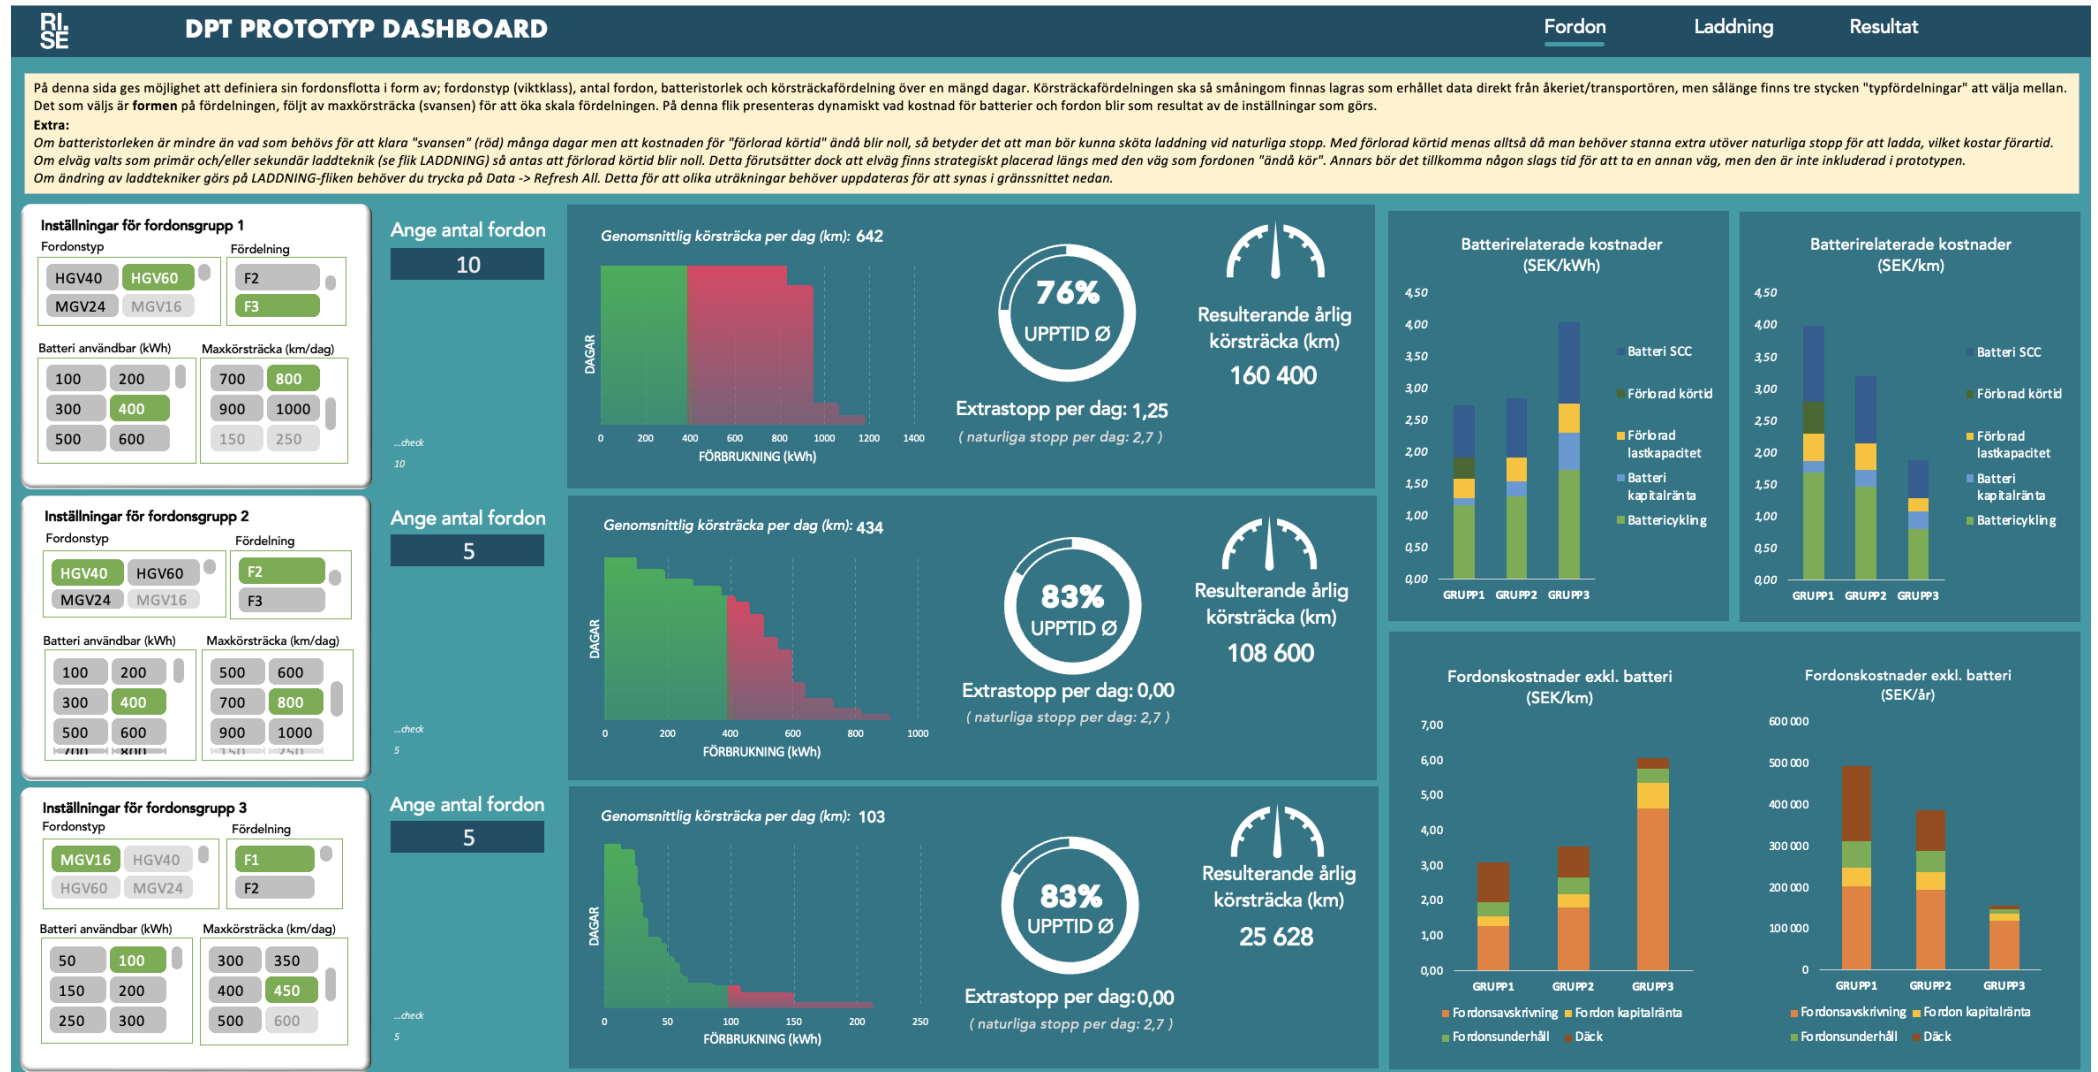 RI.
SE
DPT PROTOTYP DASHBOARD
Fordon
Laddning
Resultat
På denna sida ges möjlighet att definiera sin fordonsflotta i form av; fordonstyp (viktklass), antal fordon, batteristorlek och körsträckafördelning över en mängd dagar. Körsträckafördelningen ska så småningom finnas lagras som erhållet data direkt från åkeriet/transportören, men sålänge finns tre stycken "typfördelningar" att välja mellan.
Det som väljs är formen på fördelningen, följt av maxkörsträcka (svansen) för att öka skala fördelningen. På denna flik presenteras dynamiskt vad kostnad för batterier och fordon blir som resultat av de inställningar som görs.
Extra:
Om batteristorleken är mindre än vad som behövs för att klara "svansen" (röd) många dagar men att kostnaden för "förlorad körtid" ändå blir noll, så betyder det att man bör kunna sköta laddning vid naturliga stopp. Med förlorad körtid menas alltså då man behöver stanna extra utöver naturliga stopp för att ladda, vilket kostar förartid.
Om elväg valts som primär och/eller sekundär laddteknik (se flik LADDNING) så antas att förlorad körtid blir noll. Detta förutsätter dock att elväg finns strategiskt placerad längs med den väg som fordonen "ändå kör". Annars bör det tillkomma någon slags tid för att ta en annan väg, men den är inte inkluderad i prototypen.
Om ändring av laddtekniker görs på LADDNING-fliken behöver du trycka på Data -> Refresh All. Detta för att olika uträkningar behöver uppdateras för att synas i gränssnittet nedan.
Inställningar för fordonsgrupp 1
Fordonstyp
Fördelning
HGV40 HGV60
MGV24 MGV16
F2
F3
Batteri användbar (kWh)
Maxkörsträcka (km/dag)
100 200
300 400
500 600
700 800
900 1000
150 250
Ange antal fordon
10
...check
10
Genomsnittlig körsträcka per dag (km): 642
DAGAR
0 200 400 600 800 1000 1200 1400
FÖRBRUKNING (kWh)
76%
UPPTID Ø
Extrastopp per dag: 1,25
( naturliga stopp per dag: 2,7 )
Resulterande årlig
körsträcka (km)
160 400
Inställningar för fordonsgrupp 2
Fordonstyp
Fördelning
HGV40 HGV60
MGV24 MGV16
F2
F3
Batteri användbar (kWh)
Maxkörsträcka (km/dag)
100 200
300 400
500 600
700 800
500 600
700 800
900 1000
150 250
Ange antal fordon
5
...check
5
Genomsnittlig körsträcka per dag (km): 434
DAGAR
0 200 400 600 800 1000
FÖRBRUKNING (kWh)
83%
UPPTID Ø
Extrastopp per dag: 0,00
( naturliga stopp per dag: 2,7 )
Resulterande årlig
körsträcka (km)
108 600
Inställningar för fordonsgrupp 3
Fordonstyp
Fördelning
MGV16 HGV40
HGV60 MGV24
F1
F2
Batteri användbar (kWh)
Maxkörsträcka (km/dag)
50 100
150 200
250 300
300 350
400 450
500 600
Ange antal fordon
5
...check
5
Genomsnittlig körsträcka per dag (km): 103
DAGAR
0 50 100 150 200 250
FÖRBRUKNING (kWh)
83%
UPPTID Ø
Extrastopp per dag: 0,00
( naturliga stopp per dag: 2,7 )
Resulterande årlig
körsträcka (km)
25 628
Batterirelaterade kostnader
(SEK/kWh)
4,50
4,00
3,50
3,00
2,50
2,00
1,50
1,00
0,50
0,00
GRUPP1 GRUPP2 GRUPP3
Batteri SCC
Förlorad körtid
Förlorad
lastkapacitet
Batteri
kapitalränta
Battericykling
Batterirelaterade kostnader
(SEK/km)
4,50
4,00
3,50
3,00
2,50
2,00
1,50
1,00
0,50
0,00
GRUPP1 GRUPP2 GRUPP3
Batteri SCC
Förlorad körtid
Förlorad
lastkapacitet
Batteri
kapitalränta
Battericykling
Fordonskostnader exkl. batteri
(SEK/km)
7,00
6,00
5,00
4,00
3,00
2,00
1,00
0,00
GRUPP1 GRUPP2 GRUPP3
Fordonsavskrivning Fordon kapitalränta
Fordonsunderhåll Däck
Fordonskostnader exkl. batteri
(SEK/år)
600 000
500 000
400 000
300 000
200 000
100 000
0
GRUPP1 GRUPP2 GRUPP3
Fordonsavskrivning Fordon kapitalränta
Fordonsunderhåll Däck